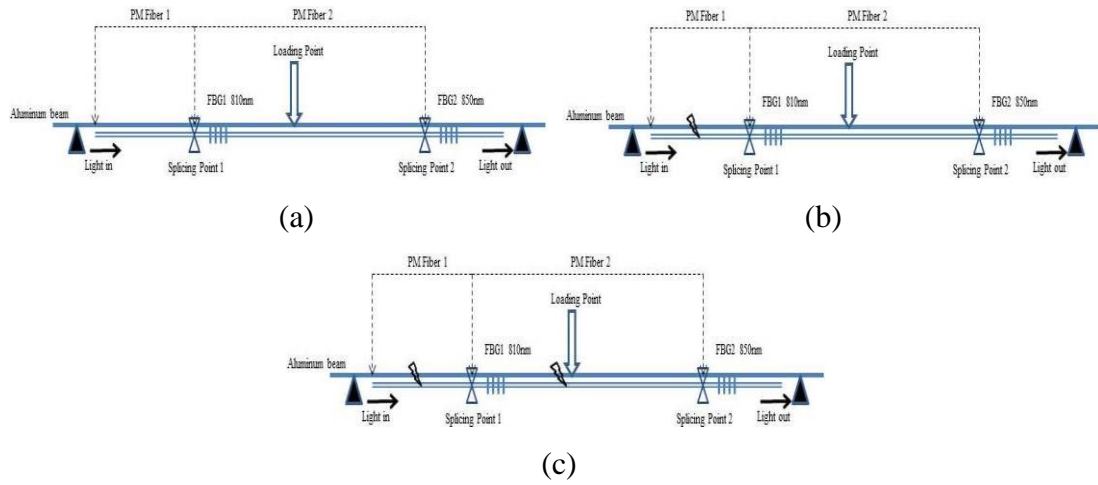 PM Fiber 1 PM Fiber 2
Loading Point
FBG1 810nm FBG2 850nm
Aluminum beam
Light in Splicing Point 1 Splicing Point 2 Light out
(a)
PM Fiber 1 PM Fiber 2
Loading Point
FBG1 810nm FBG2 850nm
Aluminum beam
Light in Splicing Point 1 Splicing Point 2 Light out
(b)
PM Fiber 1 PM Fiber 2
Loading Point
FBG1 810nm FBG2 850nm
Aluminum beam
Light in Splicing Point 1 Splicing Point 2 Light out
(c)